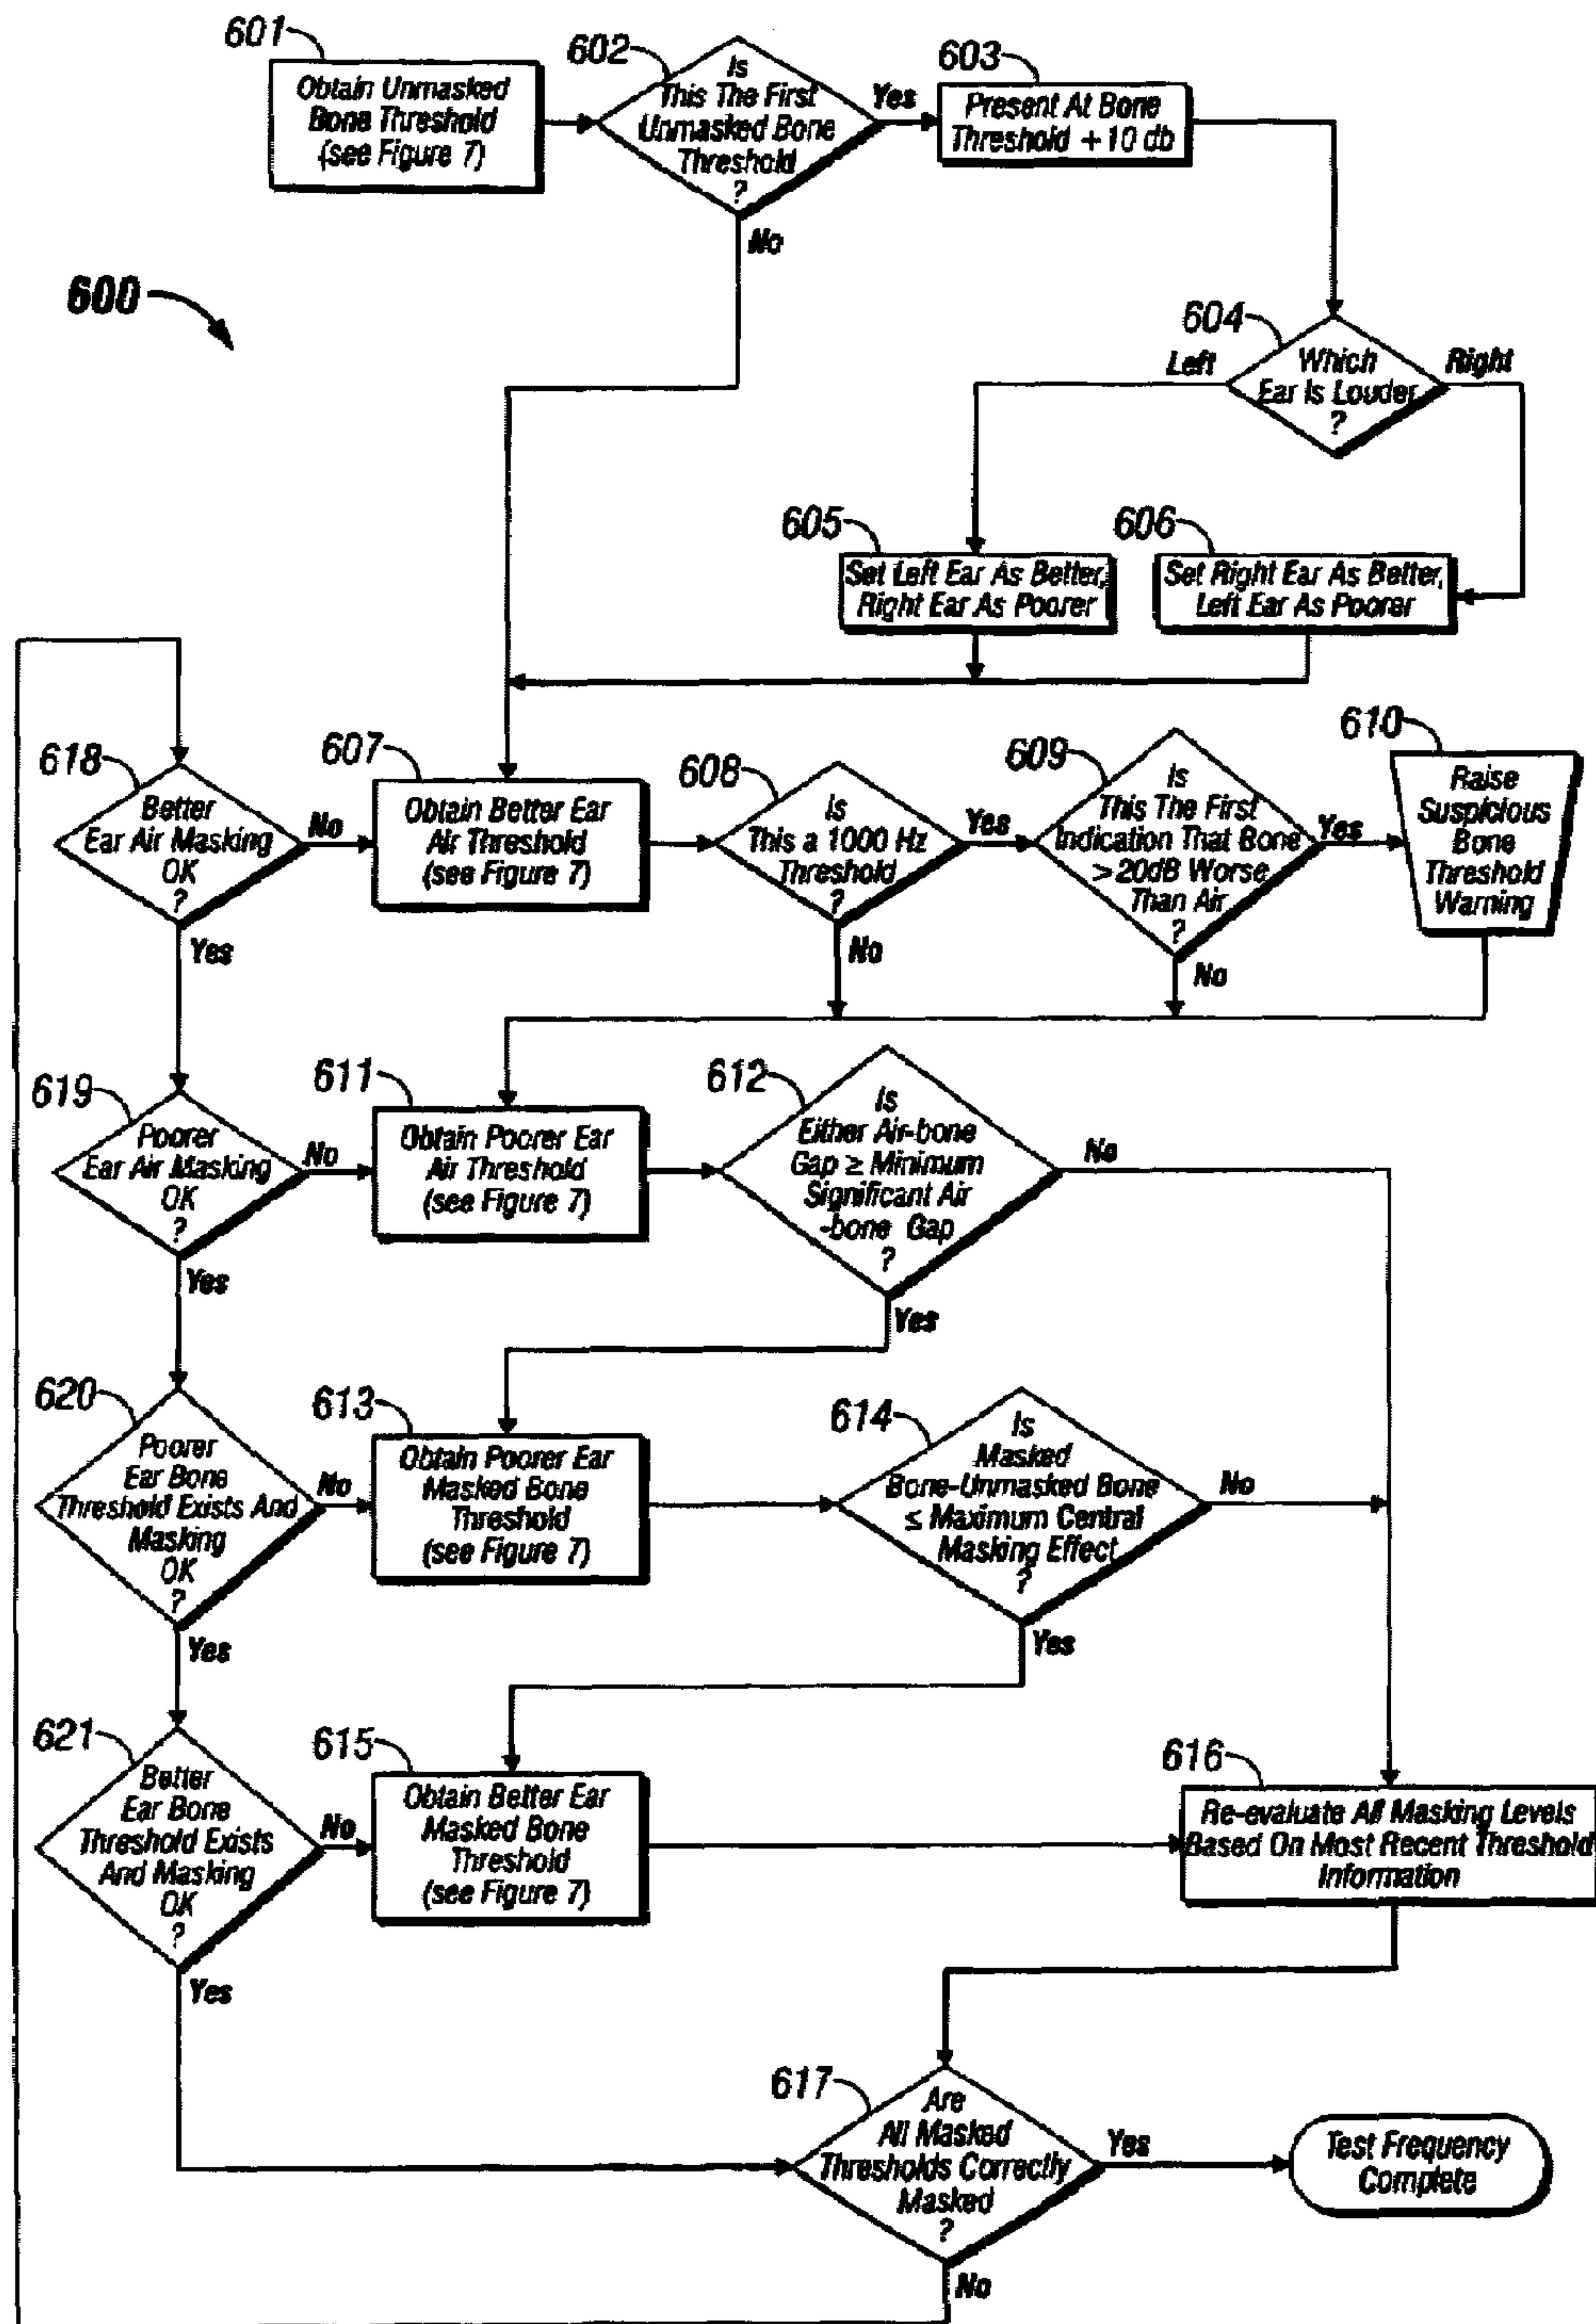 601
Obtain Unmasked
Bone Threshold
(see Figure 7)
602
Is
This The First
Unmasked Bone
Threshold
?
Yes
No
603
Present At Bone
Threshold + 10 db
600
604
Which
Ear Is Louder
?
Left
Right
605
Set Left Ear As Better,
Right Ear As Poorer
606
Set Right Ear As Better,
Left Ear As Poorer
618
Better
Ear Air Masking
OK
?
No
Yes
607
Obtain Better Ear
Air Threshold
(see Figure 7)
608
Is
This a 1000 Hz
Threshold
?
Yes
No
609
Is
This The First
Indication That Bone
>20dB Worse
Than Air
?
Yes
No
610
Raise
Suspicious
Bone
Threshold
Warning
619
Poorer
Ear Air Masking
OK
?
No
Yes
611
Obtain Poorer Ear
Air Threshold
(see Figure 7)
612
Is
Either Air-bone
Gap ≥ Minimum
Significant Air
-bone Gap
?
No
Yes
620
Poorer
Ear Bone
Threshold Exists And
Masking
OK
?
No
Yes
613
Obtain Poorer Ear
Masked Bone
Threshold
(see Figure 7)
614
Is
Masked
Bone-Unmasked Bone
≤ Maximum Central
Masking Effect
?
No
Yes
621
Better
Ear Bone
Threshold Exists
And Masking
OK
?
No
Yes
615
Obtain Better Ear
Masked Bone
Threshold
(see Figure 7)
616
Re-evaluate All Masking Levels
Based On Most Recent Threshold
Information
617
Are
All Masked
Thresholds Correctly
Masked
?
Yes
No
Test Frequency
Complete